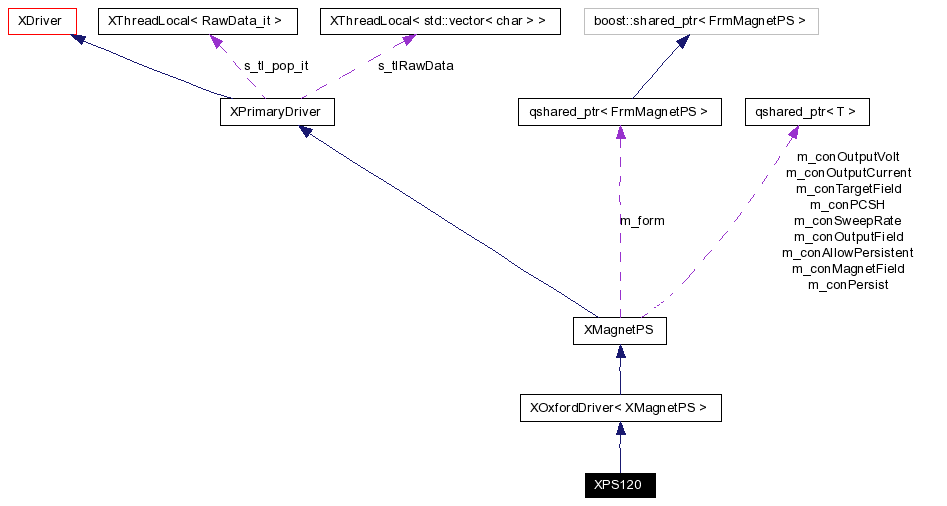 XDriver
XThreadLocal< RawData_it >
XThreadLocal< std::vector< char > >
boost::shared_ptr< FrmMagnetPS >
s_tl_pop_it
s_tlRawData
XPrimaryDriver
qshared_ptr< FrmMagnetPS >
qshared_ptr< T >
m_conOutputVolt
m_conOutputCurrent
m_conTargetField
m_conPCSH
m_conSweepRate
m_conOutputField
m_conAllowPersistent
m_conMagnetField
m_conPersist
m_form
XMagnetPS
XOxfordDriver< XMagnetPS >
XPS120